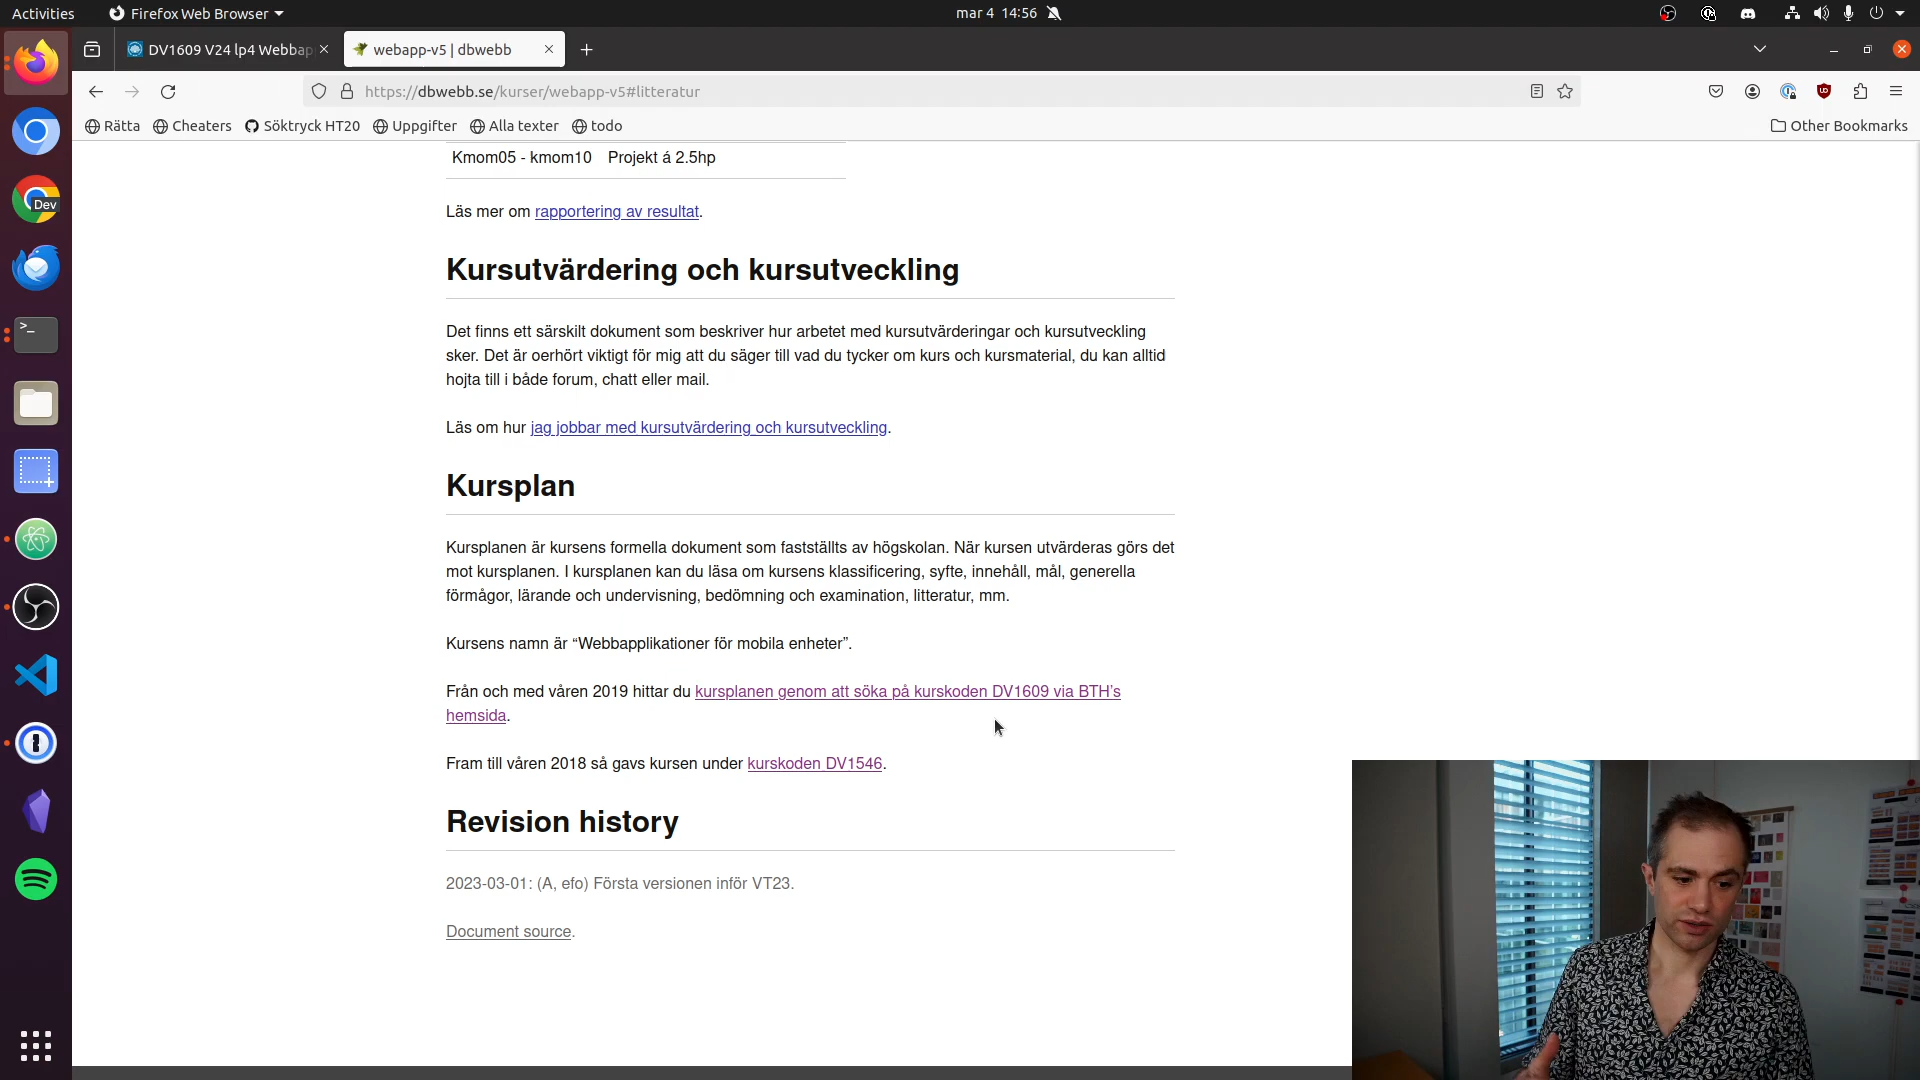 Activities
Firefox Web Browser
mar 4 14:56
DV1609 V24 lp4 Webbap
webapp-v5 | dbwebb
https://dbwebb.se/kurser/webapp-v5#litteratur
Rätta
Cheaters
Söktryck HT20
Uppgifter
Alla texter
todo
Other Bookmarks
Dev
Kmom05 - kmom10 Projekt á 2.5hp
Läs mer om rapportering av resultat.
Kursutvärdering och kursutveckling
Det finns ett särskilt dokument som beskriver hur arbetet med kursutvärderingar och kursutveckling
sker. Det är oerhört viktigt för mig att du säger till vad du tycker om kurs och kursmaterial, du kan alltid
hojta till i både forum, chatt eller mail.
Läs om hur jag jobbar med kursutvärdering och kursutveckling.
Kursplan
Kursplanen är kursens formella dokument som fastställts av högskolan. När kursen utvärderas görs det
mot kursplanen. I kursplanen kan du läsa om kursens klassificering, syfte, innehåll, mål, generella
förmågor, lärande och undervisning, bedömning och examination, litteratur, mm.
Kursens namn är “Webbapplikationer för mobila enheter”.
Från och med våren 2019 hittar du kursplanen genom att söka på kurskoden DV1609 via BTH’s
hemsida.
Fram till våren 2018 så gavs kursen under kurskoden DV1546.
Revision history
2023-03-01: (A, efo) Första versionen inför VT23.
Document source.